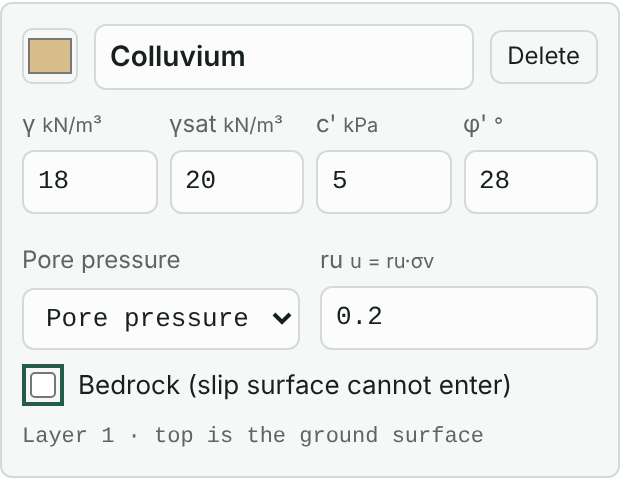 Colluvium Delete
γ kN/m³ γsat kN/m³ c' kPa φ' °
18 20 5 28
Pore pressure ru u = ru·σv
Pore pressure 0.2
Bedrock (slip surface cannot enter)
Layer 1 · top is the ground surface